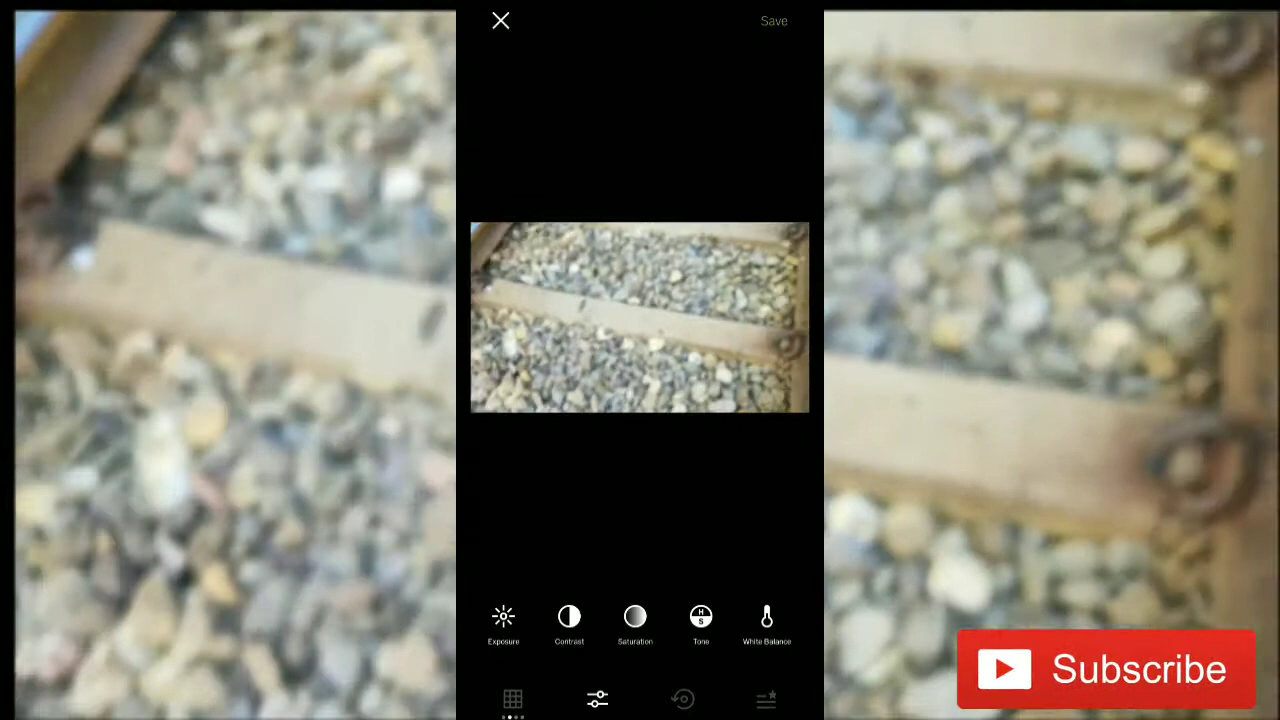 Save
Exposure
Contrast
Saturation
H
S
Tone
White Balance
Subscribe